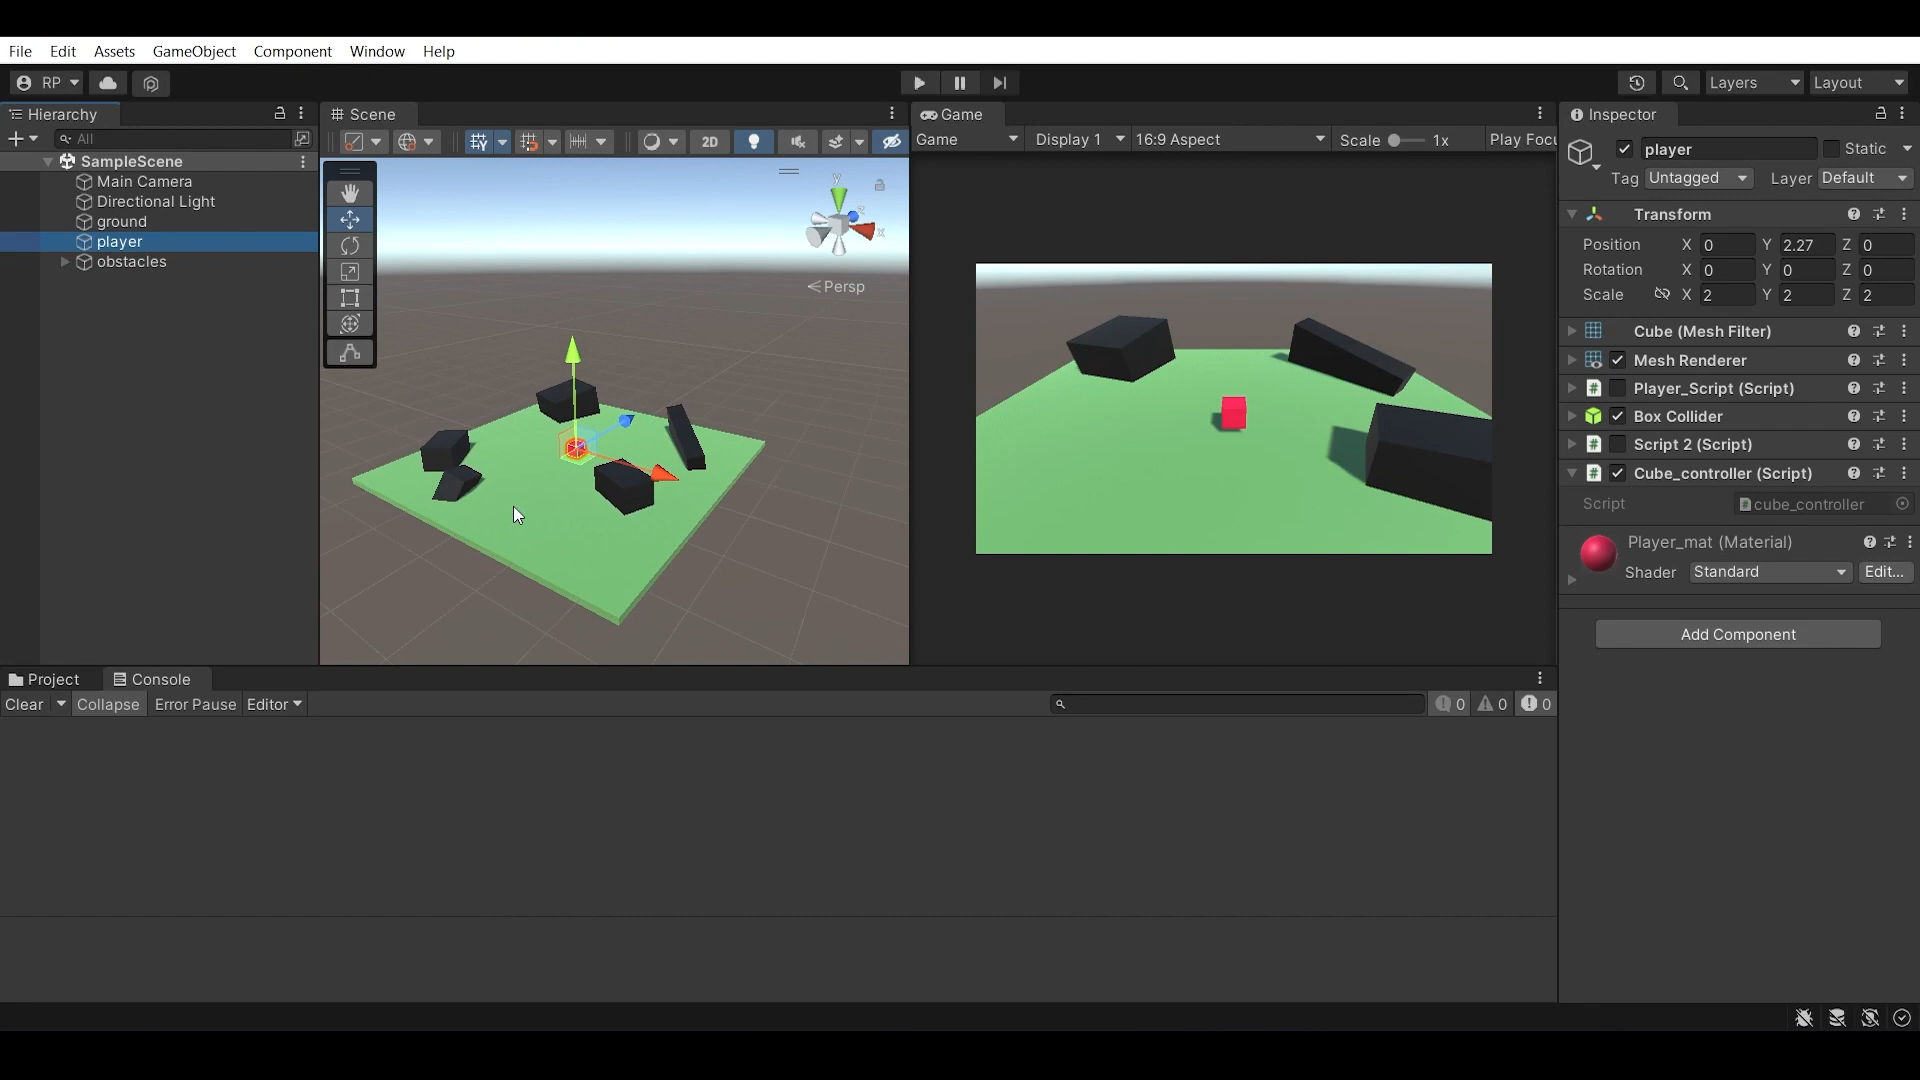 File Edit Assets GameObject Component Window Help
RP Layers Layout
Hierarchy
All
SampleScene
Main Camera
Directional Light
ground
player
obstacles
Scene
2D
y
z
x
Persp
Game
Game Display 1 16:9 Aspect Scale 1x Play Focu
Inspector
player Static
Tag Untagged Layer Default
Transform
Position X 0 Y 2.27 Z 0
Rotation X 0 Y 0 Z 0
Scale X 2 Y 2 Z 2
Cube (Mesh Filter)
Mesh Renderer
Player_Script (Script)
Box Collider
Script 2 (Script)
Cube_controller (Script)
Script cube_controller
Player_mat (Material)
Shader Standard Edit...
Add Component
Project Console
Clear Collapse Error Pause Editor 0 0 0